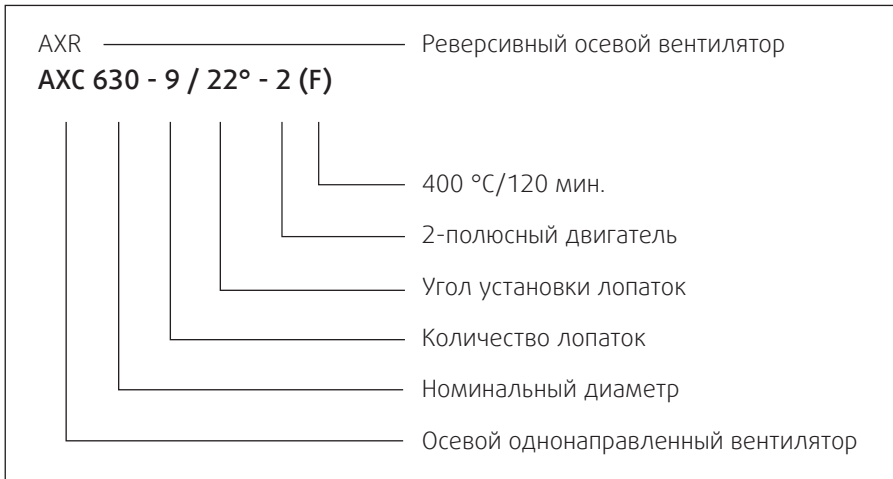 AXR Реверсивный осевой вентилятор
AXC 630 - 9 / 22° - 2 (F)
400 °C/120 мин.
2-полюсный двигатель
Угол установки лопаток
Количество лопаток
Номинальный диаметр
Осевой однонаправленный вентилятор